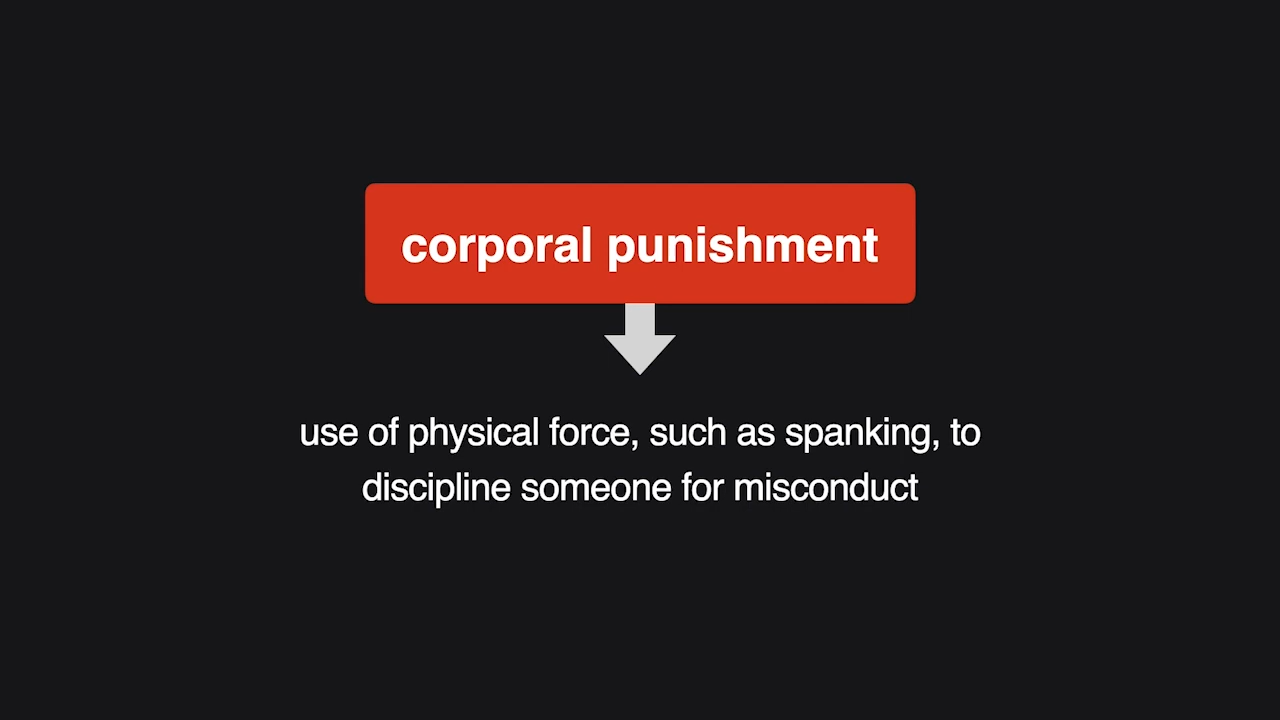 corporal punishment
use of physical force, such as spanking, to
discipline someone for misconduct